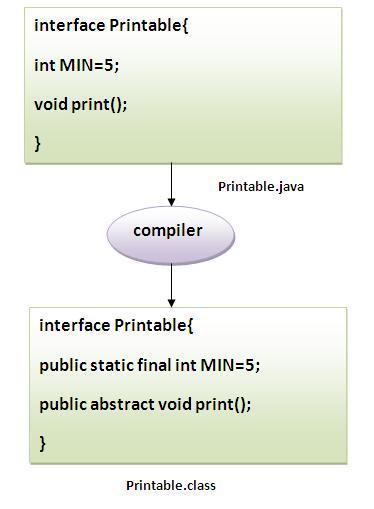 interface Printable{
int MIN=5;
void print();
}
Printable.java
compiler
interface Printable{
public static final int MIN=5;
public abstract void print();
}
Printable.class